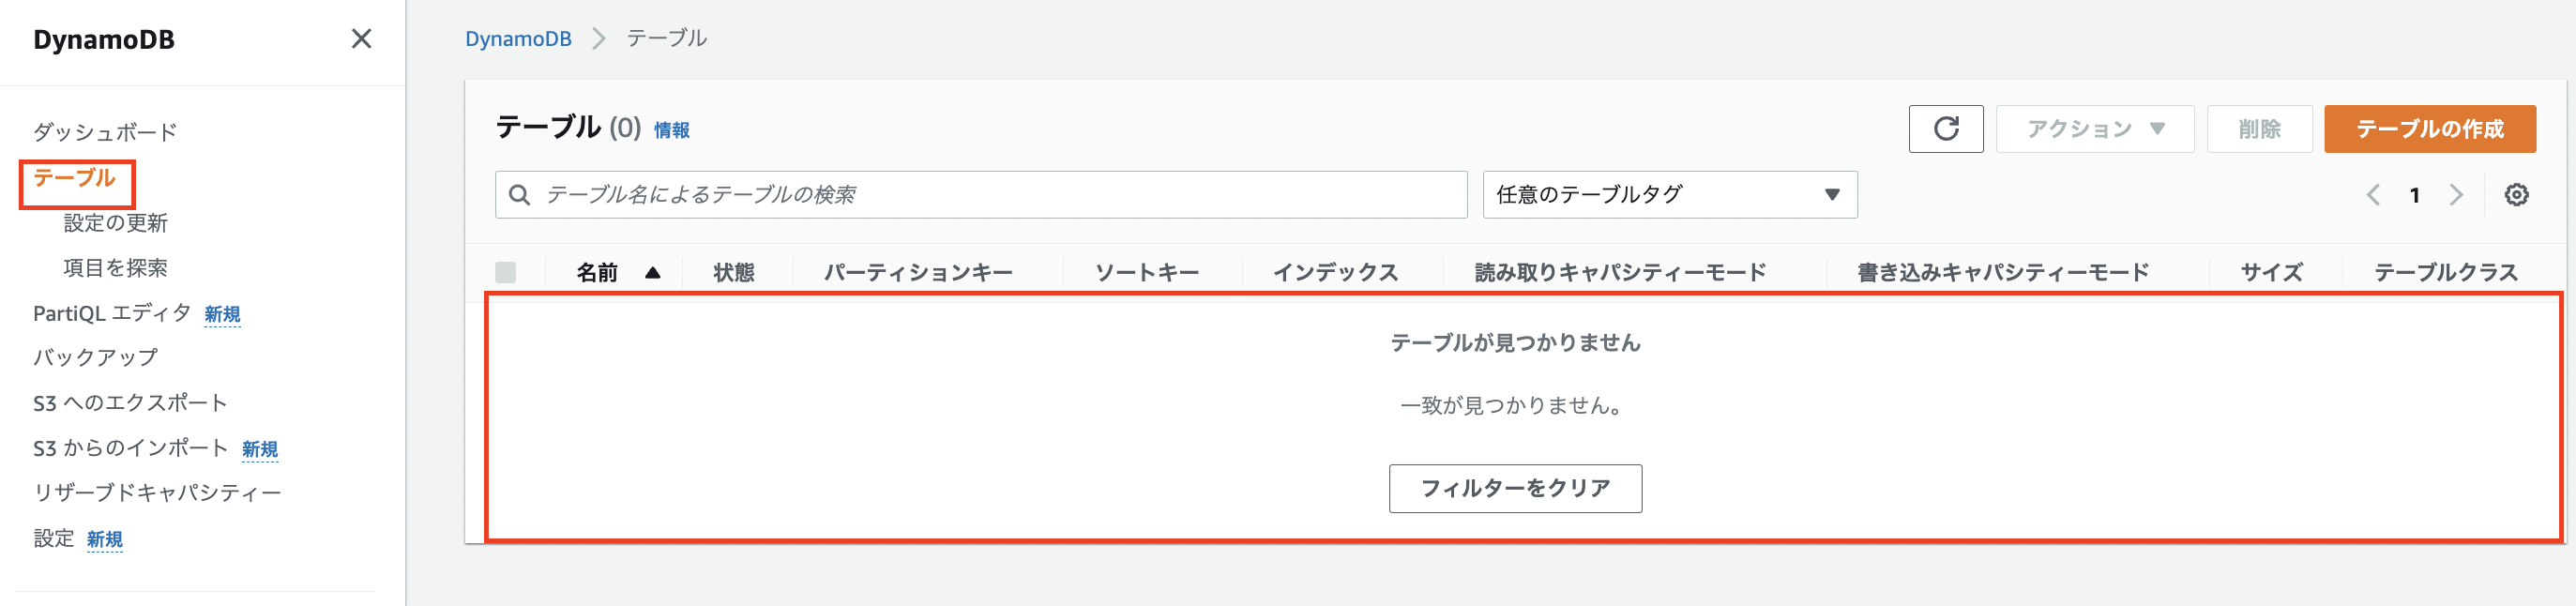 DynamoDB
ダッシュボード
テーブル
設定の更新
項目を探索
PartiQL エディタ 新規
バックアップ
S3 へのエクスポート
S3 からのインポート 新規
リザーブドキャパシティー
設定 新規
DynamoDB テーブル
テーブル (0) 情報
アクション 削除 テーブルの作成
テーブル名によるテーブルの検索 任意のテーブルタグ 1
名前 状態 パーティションキー ソートキー インデックス 読み取りキャパシティーモード 書き込みキャパシティーモード サイズ テーブルクラス
テーブルが見つかりません
一致が見つかりません。
フィルターをクリア